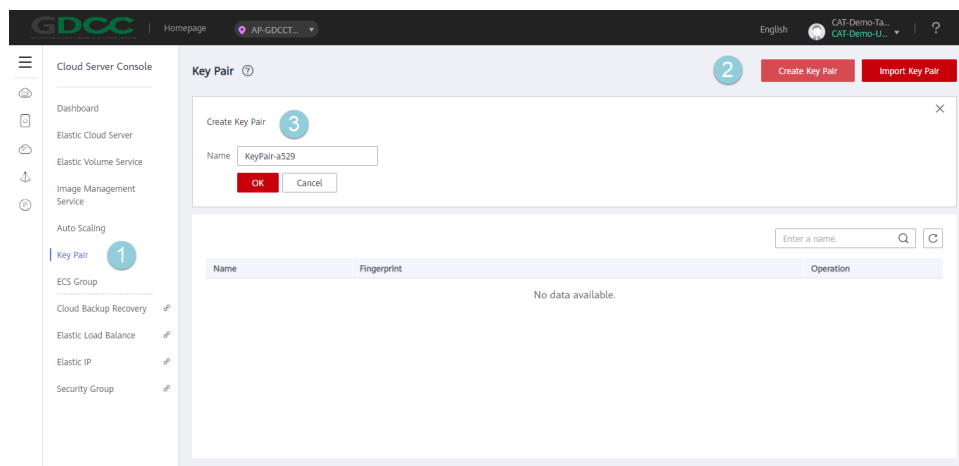 GDCC
Homepage
AP-GDCCT...
English
CAT-Demo-Ta...
CAT-Demo-U...
?
Cloud Server Console
Dashboard
Elastic Cloud Server
Elastic Volume Service
Image Management
Service
Auto Scaling
Key Pair
1
ECS Group
Cloud Backup Recovery
Elastic Load Balance
Elastic IP
Security Group
Key Pair ?
2
Create Key Pair
Import Key Pair
Create Key Pair
3
Name KeyPair-a529
OK Cancel
Enter a name.
Name Fingerprint Operation
No data available.